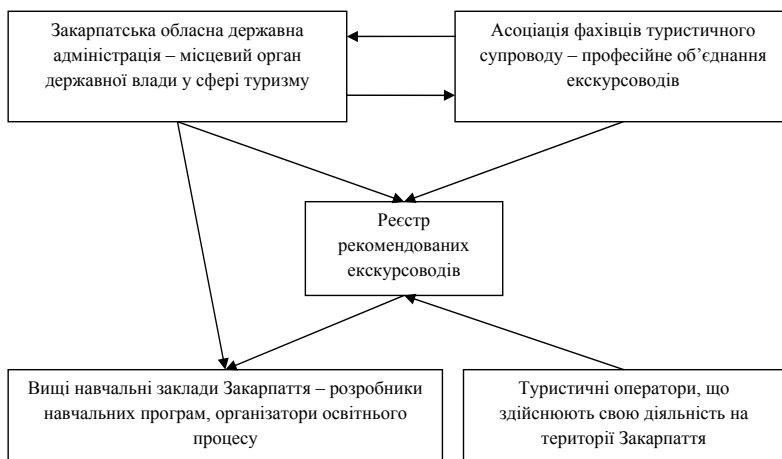 Закарпатська обласна державна
адміністрація – місцевий орган
державної влади у сфері туризму
Асоціація фахівців туристичного
супроводу – професійне об’єднання
екскурсоводів
Реєстр
рекомендованих
екскурсоводів
Вищі навчальні заклади Закарпаття – розробники
навчальних програм, організатори освітнього
процесу
Туристичні оператори, що
здійснюють свою діяльність на
території Закарпаття